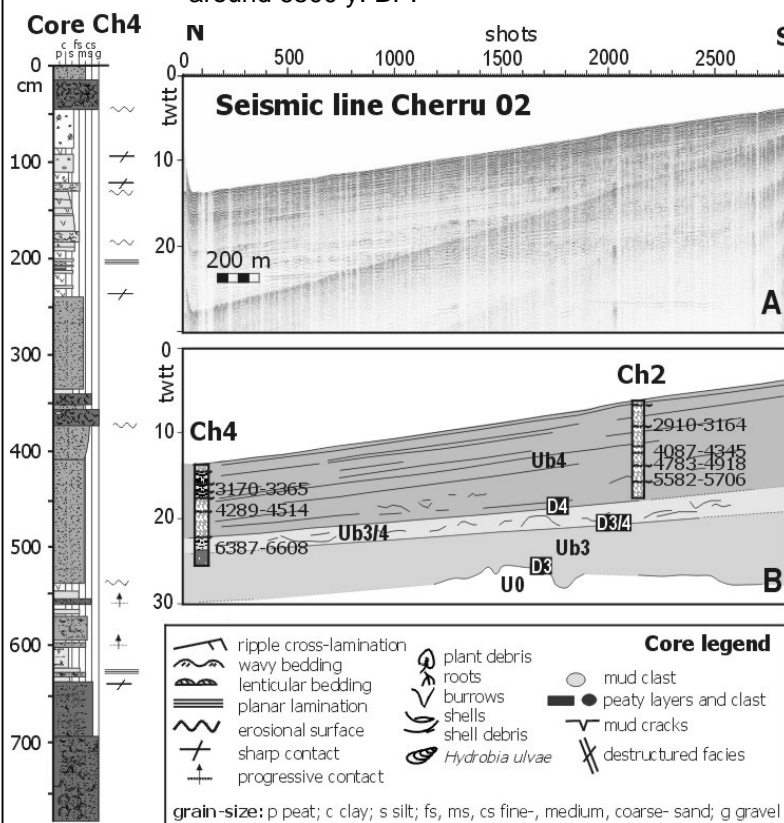 around 6500 yr BP.
Core Ch4
c fs cs
p s ms g
0
cm
100
200
300
400
500
600
700
N
shots
0 500 1000 1500 2000 2500
twtt
0
10
20
Seismic line Cherru 02
200 m
A
twtt
0
10
20
30
Ch4
3170-3365
4289-4514
6387-6608
Ch2
2910-3164
4087-4345
4783-4918
5582-5706
Ub4
Ub3/4
D4
D3/4
Ub3
D3
U0
B
Core legend
ripple cross-lamination
wavy bedding
lenticular bedding
planar lamination
erosional surface
sharp contact
progressive contact
plant debris
roots
burrows
shells
shell debris
Hydrobia ulvae
mud clast
peaty layers and clast
mud cracks
destructured facies
grain-size: p peat; c clay; s silt; fs, ms, cs fine-, medium, coarse- sand; g gravel